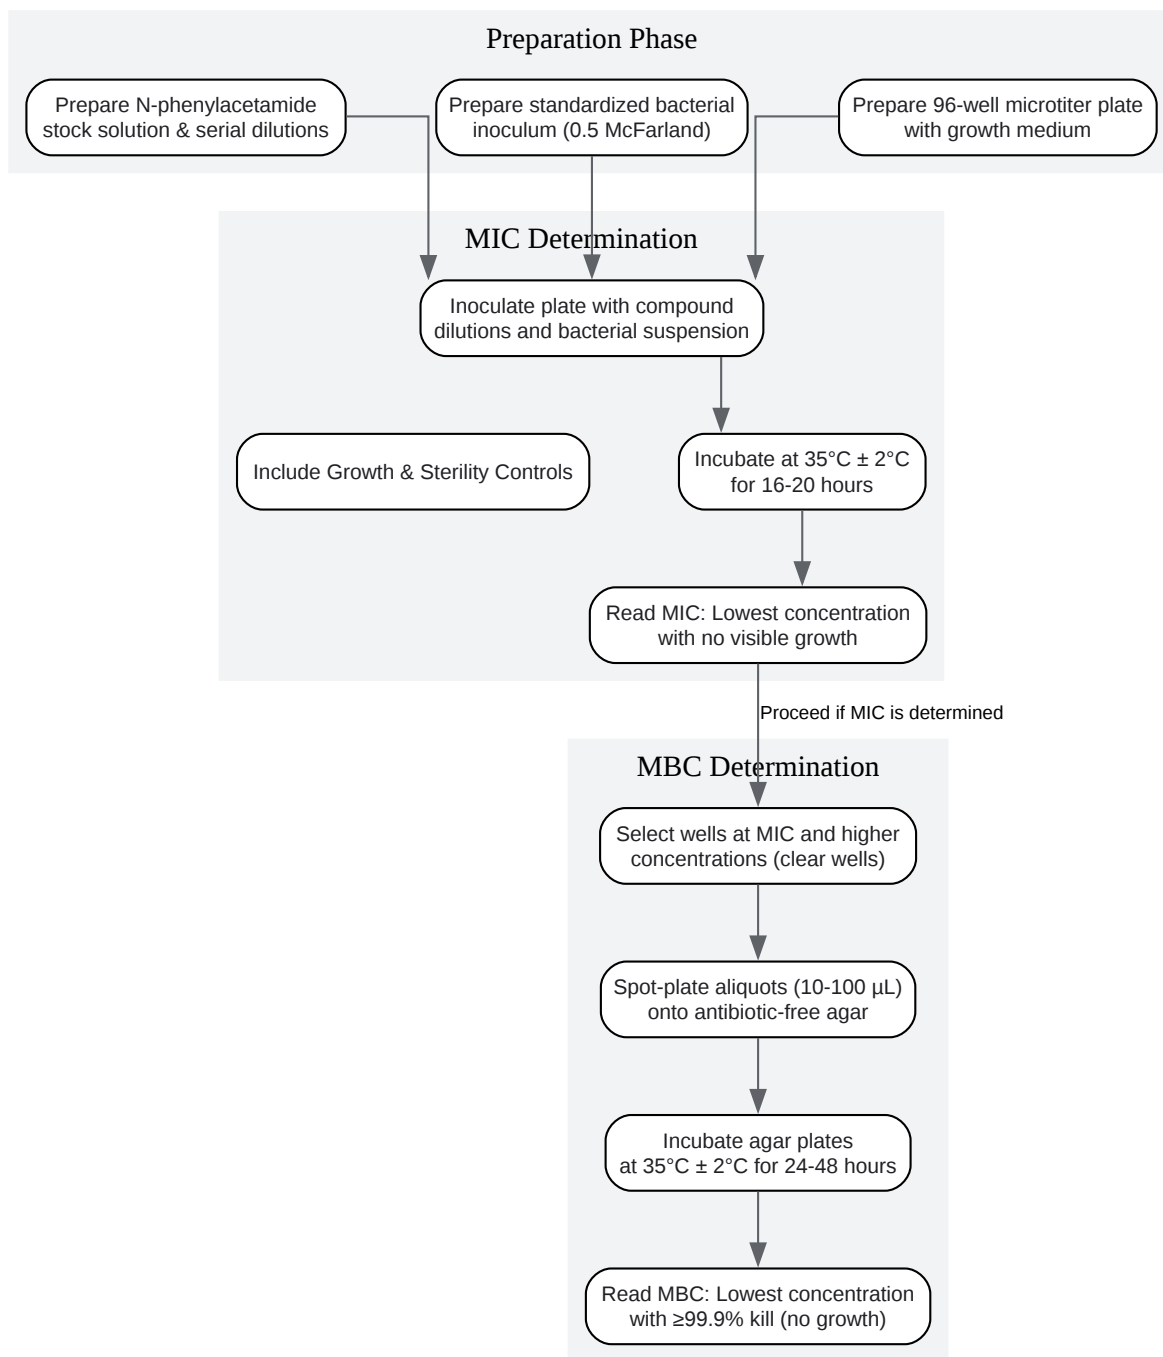 Preparation Phase
Prepare N-phenylacetamide
stock solution & serial dilutions
Prepare standardized bacterial
inoculum (0.5 McFarland)
Prepare 96-well microtiter plate
with growth medium
MIC Determination
Inoculate plate with compound
dilutions and bacterial suspension
Include Growth & Sterility Controls
Incubate at 35°C ± 2°C
for 16-20 hours
Read MIC: Lowest concentration
with no visible growth
Proceed if MIC is determined
MBC Determination
Select wells at MIC and higher
concentrations (clear wells)
Spot-plate aliquots (10-100 µL)
onto antibiotic-free agar
Incubate agar plates
at 35°C ± 2°C for 24-48 hours
Read MBC: Lowest concentration
with ≥99.9% kill (no growth)